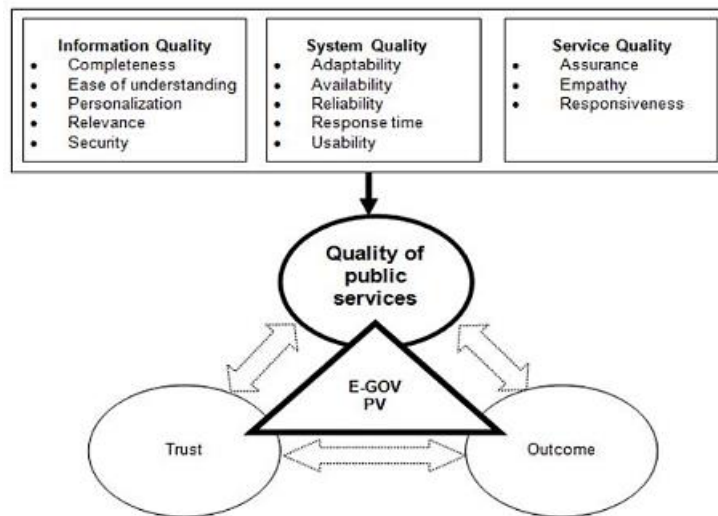 Information Quality
• Completeness
• Ease of understanding
• Personalization
• Relevance
• Security
System Quality
• Adaptability
• Availability
• Reliability
• Response time
• Usability
Service Quality
• Assurance
• Empathy
• Responsiveness
Quality of
public
services
E-GOV
PV
Trust
Outcome